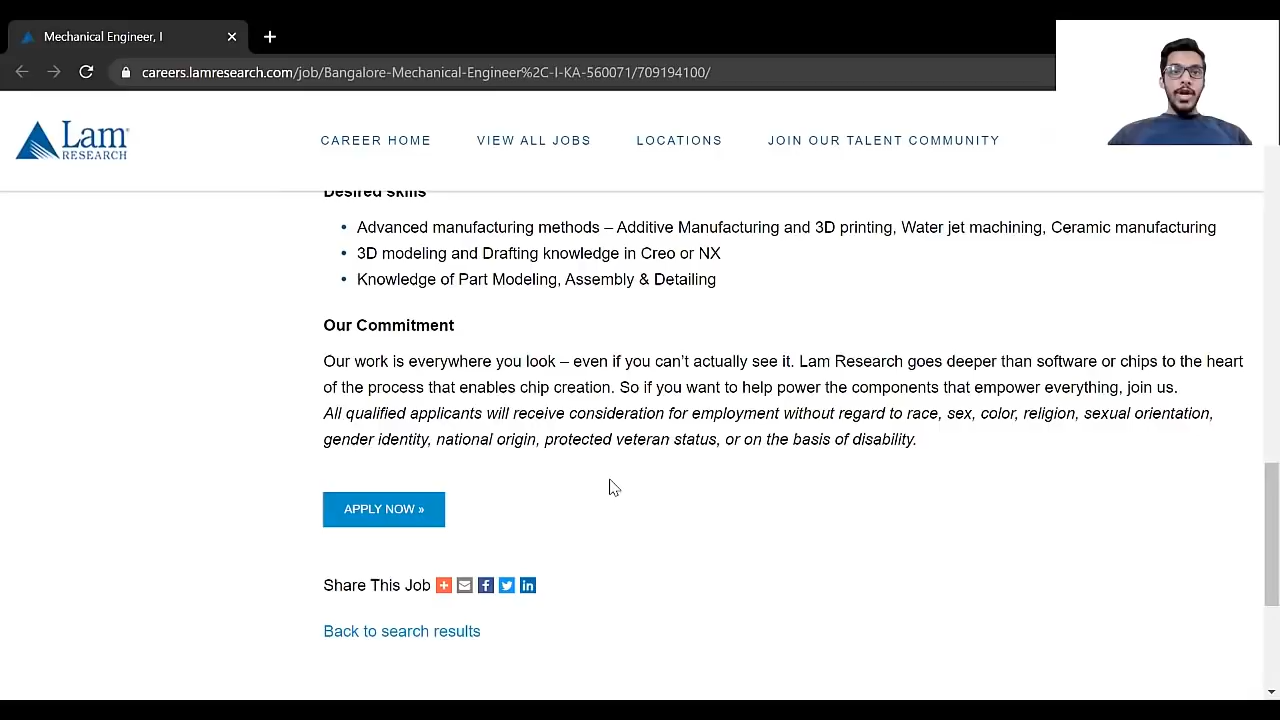 Mechanical Engineer, I
careers.lamresearch.com/job/Bangalore-Mechanical-Engineer%2C-I-KA-560071/709194100/
Lam
RESEARCH
CAREER HOME
VIEW ALL JOBS
LOCATIONS
JOIN OUR TALENT COMMUNITY
Desired skills
• Advanced manufacturing methods – Additive Manufacturing and 3D printing, Water jet machining, Ceramic manufacturing
• 3D modeling and Drafting knowledge in Creo or NX
• Knowledge of Part Modeling, Assembly & Detailing
Our Commitment
Our work is everywhere you look – even if you can't actually see it. Lam Research goes deeper than software or chips to the heart
of the process that enables chip creation. So if you want to help power the components that empower everything, join us.
All qualified applicants will receive consideration for employment without regard to race, sex, color, religion, sexual orientation,
gender identity, national origin, protected veteran status, or on the basis of disability.
APPLY NOW »
Share This Job
Back to search results